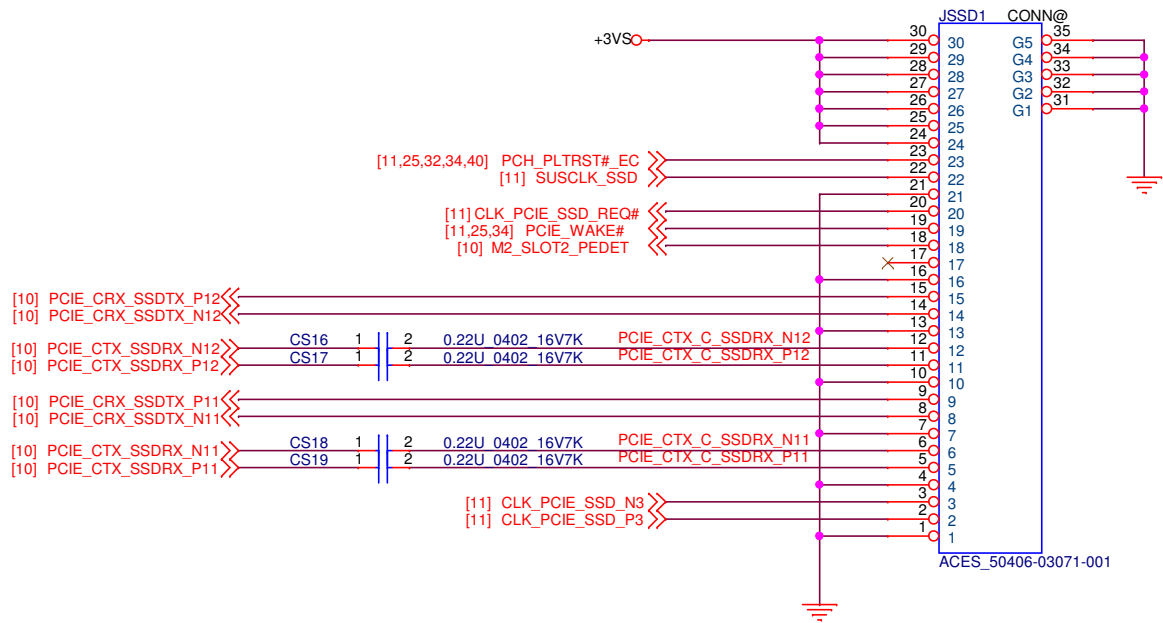 JSSD1 CONN@
+3VS 30 30 G5 35
29 29 G4 34
28 28 G3 33
27 27 G2 32
26 26 G1 31
25 25
24 24
[11,25,32,34,40] PCH_PLTRST#_EC 23 23
[11] SUSCLK_SSD 22 22
21 21
[11] CLK_PCIE_SSD_REQ# 20 20
[11,25,34] PCIE_WAKE# 19 19
[10] M2_SLOT2_PEDET 18 18
17 17
16 16
[10] PCIE_CRX_SSDTX_P12 15 15
[10] PCIE_CRX_SSDTX_N12 14 14
13 13
[10] PCIE_CTX_SSDRX_N12 CS16 1 2 0.22U_0402_16V7K PCIE_CTX_C_SSDRX_N12 12 12
[10] PCIE_CTX_SSDRX_P12 CS17 1 2 0.22U_0402_16V7K PCIE_CTX_C_SSDRX_P12 11 11
10 10
[10] PCIE_CRX_SSDTX_P11 9 9
[10] PCIE_CRX_SSDTX_N11 8 8
7 7
[10] PCIE_CTX_SSDRX_N11 CS18 1 2 0.22U_0402_16V7K PCIE_CTX_C_SSDRX_N11 6 6
[10] PCIE_CTX_SSDRX_P11 CS19 1 2 0.22U_0402_16V7K PCIE_CTX_C_SSDRX_P11 5 5
4 4
[11] CLK_PCIE_SSD_N3 3 3
[11] CLK_PCIE_SSD_P3 2 2
1 1
ACES_50406-03071-001